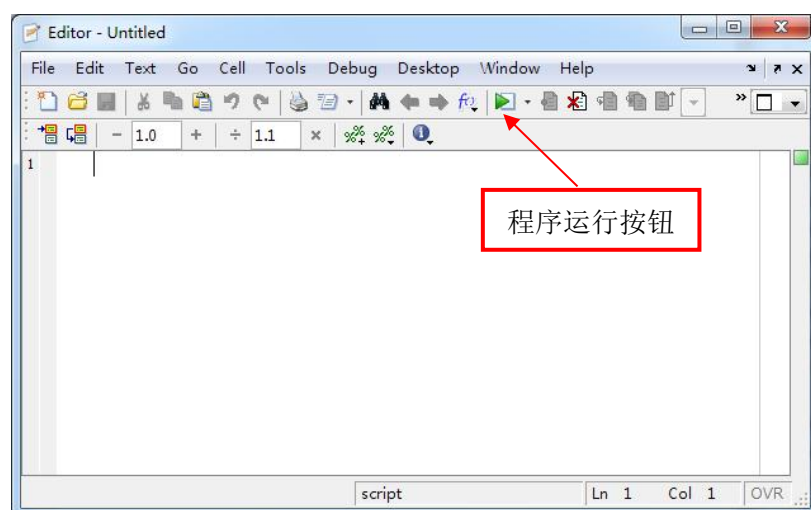 Editor - Untitled
File Edit Text Go Cell Tools Debug Desktop Window Help
- 1.0 + ÷ 1.1 ×
1
程序运行按钮
script Ln 1 Col 1 OVR